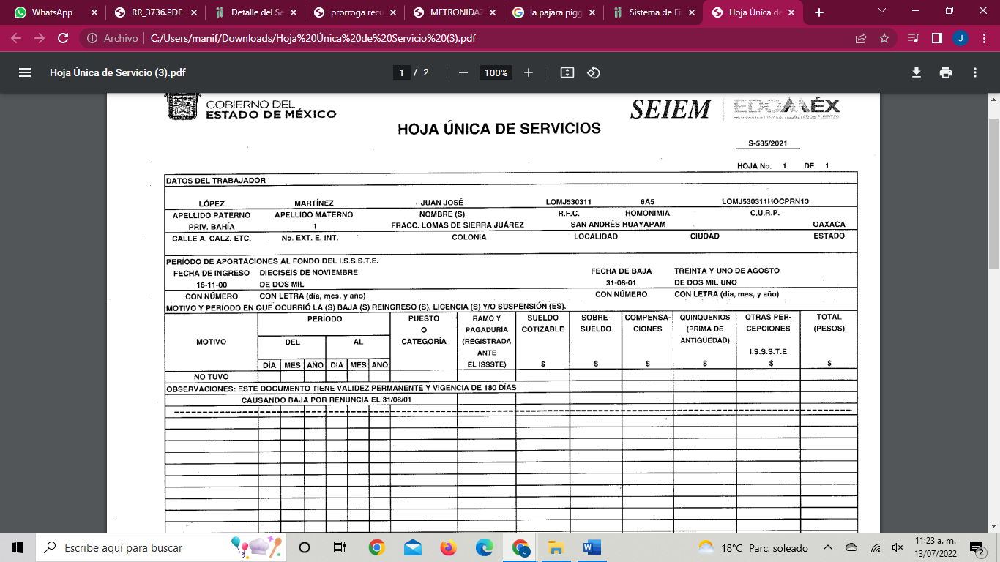 WhatsApp
RR_3736.PDF
Detalle del Se
prorroga recu
METRONIDAZ
la pajara pigg
Sistema de Fi
Hoja Única de
Archivo C:/Users/manif/Downloads/Hoja%20Única%20de%20Servicio%20(3).pdf
J
Hoja Única de Servicio (3).pdf
1 / 2
100%
GOBIERNO DEL
ESTADO DE MÉXICO
SEIEM
EDOMÉX
HOJA ÚNICA DE SERVICIOS
S-535/2021
HOJA No. 1 DE 1
DATOS DEL TRABAJADOR
LÓPEZ MARTÍNEZ JUAN JOSÉ LOMJ530311 6A5 LOMJ530311HOCPRN13
APELLIDO PATERNO APELLIDO MATERNO NOMBRE (S) R.F.C. HOMONIMIA C.U.R.P.
PRIV. BAHÍA 1 FRACC. LOMAS DE SIERRA JUÁREZ SAN ANDRÉS HUAYAPAM OAXACA
CALLE A. CALZ. ETC. No. EXT. E. INT. COLONIA LOCALIDAD CIUDAD ESTADO
PERÍODO DE APORTACIONES AL FONDO DEL I.S.S.S.T.E.
FECHA DE INGRESO DIECISÉIS DE NOVIEMBRE FECHA DE BAJA TREINTA Y UNO DE AGOSTO
16-11-00 DE DOS MIL 31-08-01 DE DOS MIL UNO
CON NÚMERO CON LETRA (día, mes, y año) CON NÚMERO CON LETRA (día, mes, y año)
MOTIVO Y PERÍODO EN QUE OCURRIÓ LA (S) BAJA (S) REINGRESO (S), LICENCIA (S) Y/O SUSPENSIÓN (ES).
MOTIVO
PERÍODO
DEL AL
DÍA MES AÑO DÍA MES AÑO
PUESTO
O
CATEGORÍA
RAMO Y
PAGADURÍA
(REGISTRADA
ANTE
EL ISSSTE)
SUELDO
COTIZABLE
$
SOBRE-
SUELDO
$
COMPENSA-
CIONES
$
QUINQUENIOS
(PRIMA DE
ANTIGÜEDAD)
$
OTRAS PER-
CEPCIONES
I.S.S.S.T.E
$
TOTAL
(PESOS)
$
NO TUVO
OBSERVACIONES: ESTE DOCUMENTO TIENE VALIDEZ PERMANENTE Y VIGENCIA DE 180 DÍAS
CAUSANDO BAJA POR RENUNCIA EL 31/08/01
Escribe aquí para buscar
J
18°C Parc. soleado
11:23 a. m.
13/07/2022
2